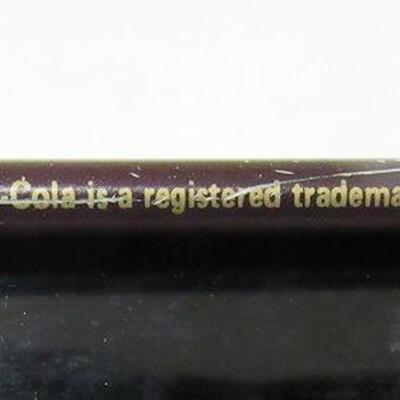 -Cola is a registered tradema